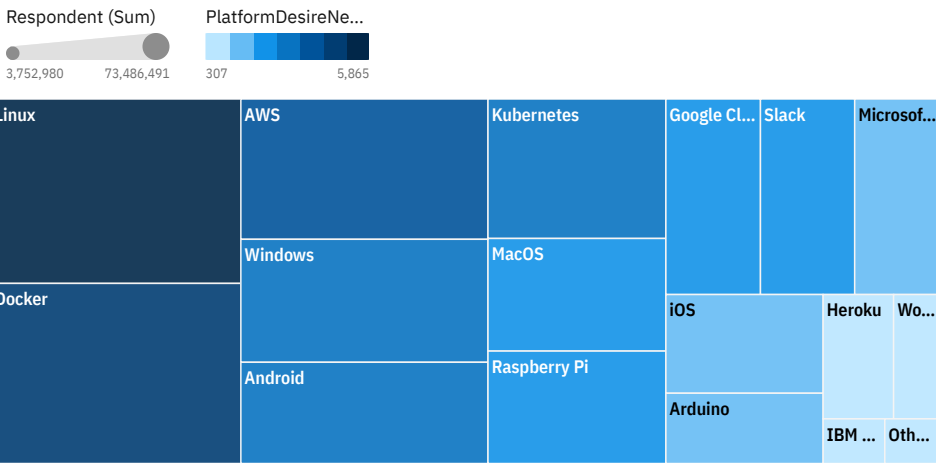 Respondent (Sum)
3,752,980 73,486,491
PlatformDesireNe...
307 5,865
Linux
Docker
AWS
Windows
Android
Kubernetes
MacOS
Raspberry Pi
Google Cl...
Slack
Microsof...
iOS
Arduino
Heroku
Wo...
IBM ...
Oth...